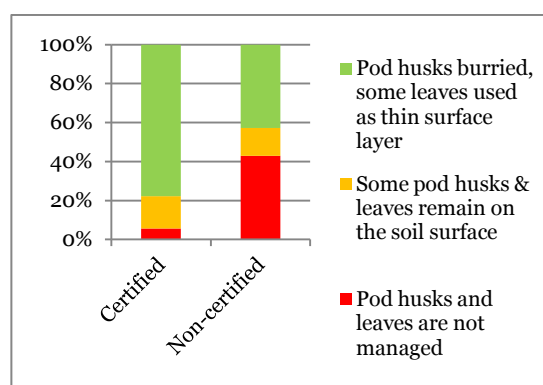 100%
80%
60%
40%
20%
0%
Certified
Non-certified
Pod husks burried,
some leaves used
as thin surface
layer
Some pod husks &
leaves remain on
the soil surface
Pod husks and
leaves are not
managed